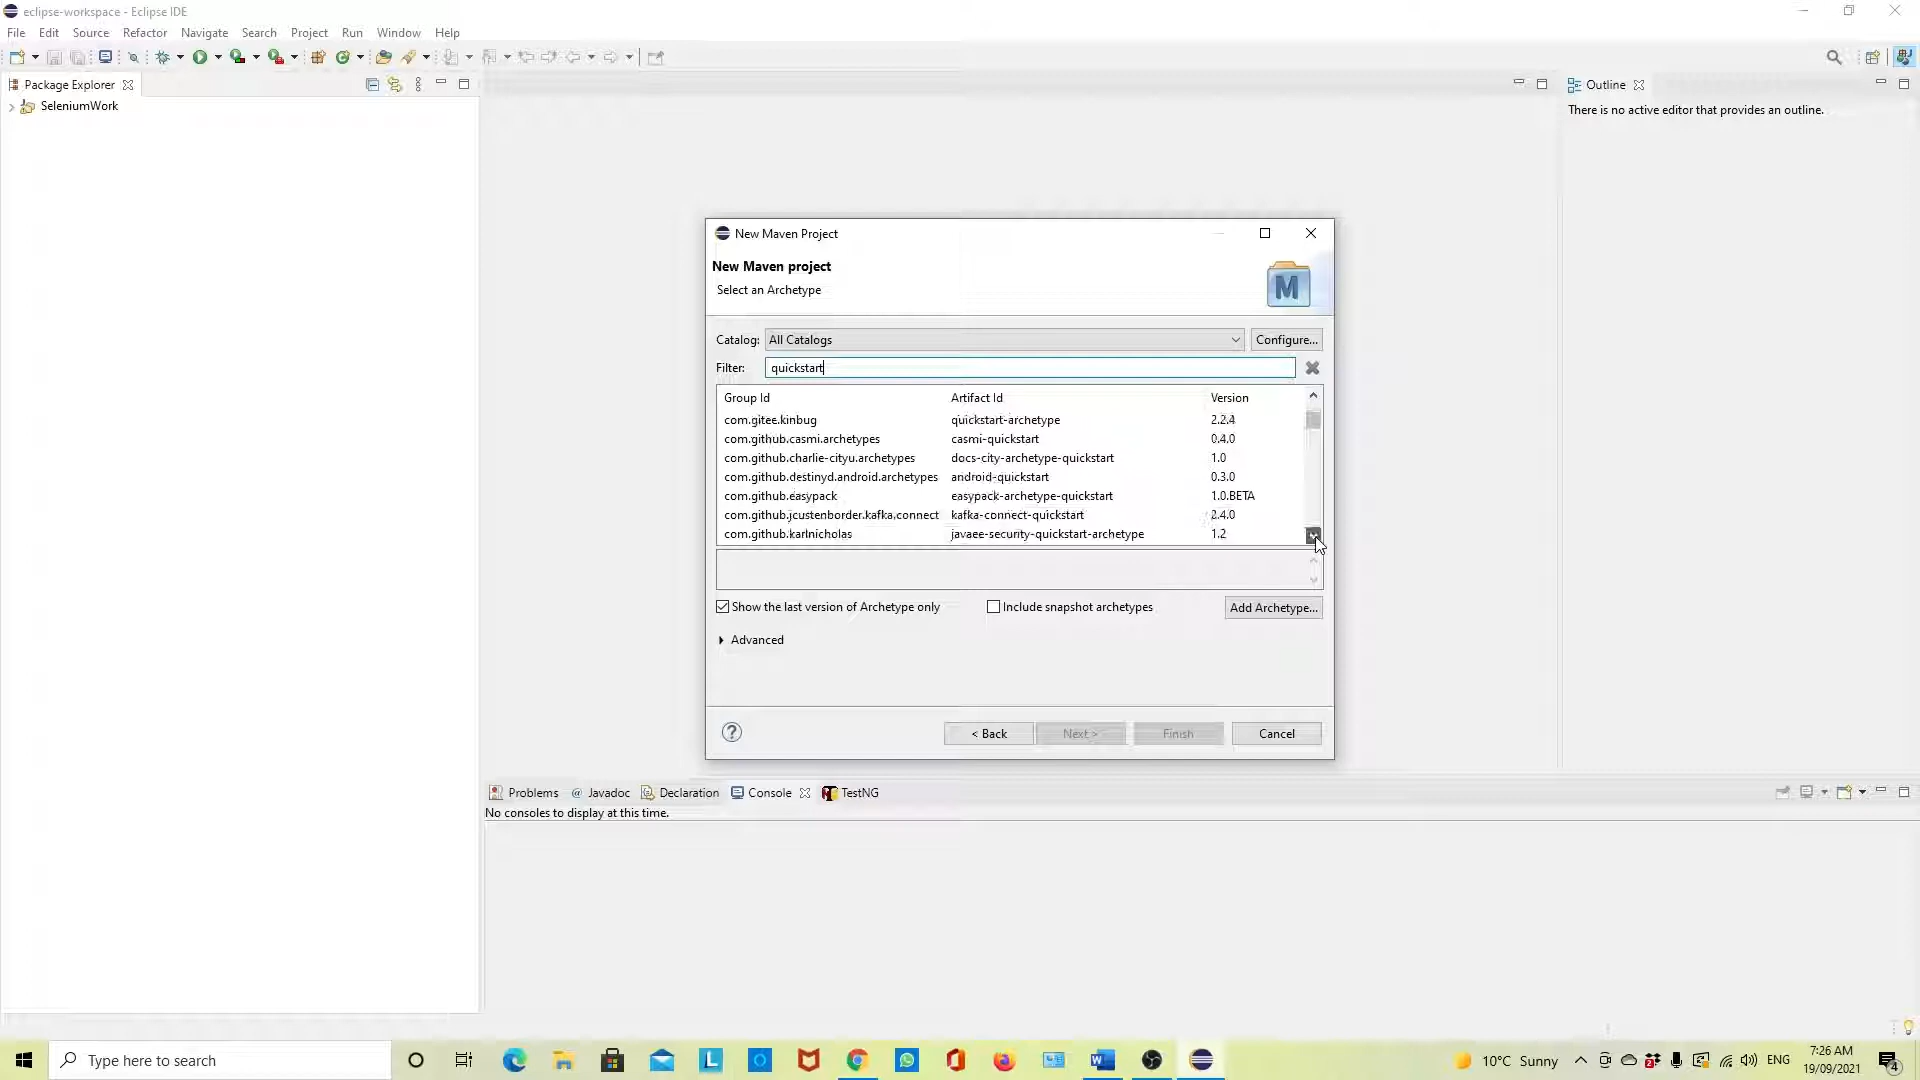 eclipse-workspace - Eclipse IDE
File Edit Source Refactor Navigate Search Project Run Window Help
Package Explorer
SeleniumWork
Outline
There is no active editor that provides an outline.
New Maven Project
New Maven project
Select an Archetype
M
Catalog: All Catalogs Configure...
Filter: quickstart
Group Id Artifact Id Version
com.gitee.kinbug quickstart-archetype 2.2.4
com.github.casmi.archetypes casmi-quickstart 0.4.0
com.github.charlie-cityu.archetypes docs-city-archetype-quickstart 1.0
com.github.destinyd.android.archetypes android-quickstart 0.3.0
com.github.easypack easypack-archetype-quickstart 1.0.BETA
com.github.jcustenborder.kafka.connect kafka-connect-quickstart 2.4.0
com.github.karlnicholas javaee-security-quickstart-archetype 1.2
Show the last version of Archetype only Include snapshot archetypes Add Archetype...
Advanced
? < Back Next > Finish Cancel
Problems @ Javadoc Declaration Console TestNG
No consoles to display at this time.
Type here to search
L
10°C Sunny
ENG
7:26 AM
19/09/2021
4